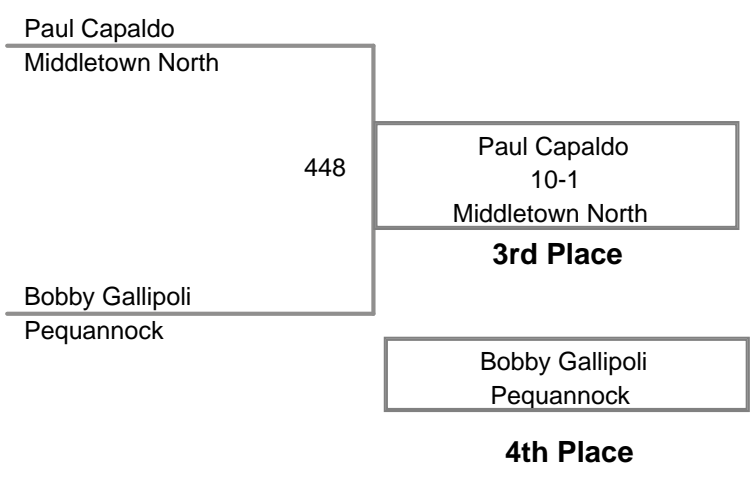 Paul Capaldo
Middletown North
448
Paul Capaldo
10-1
Middletown North
3rd Place
Bobby Gallipoli
Pequannock
Bobby Gallipoli
Pequannock
4th Place